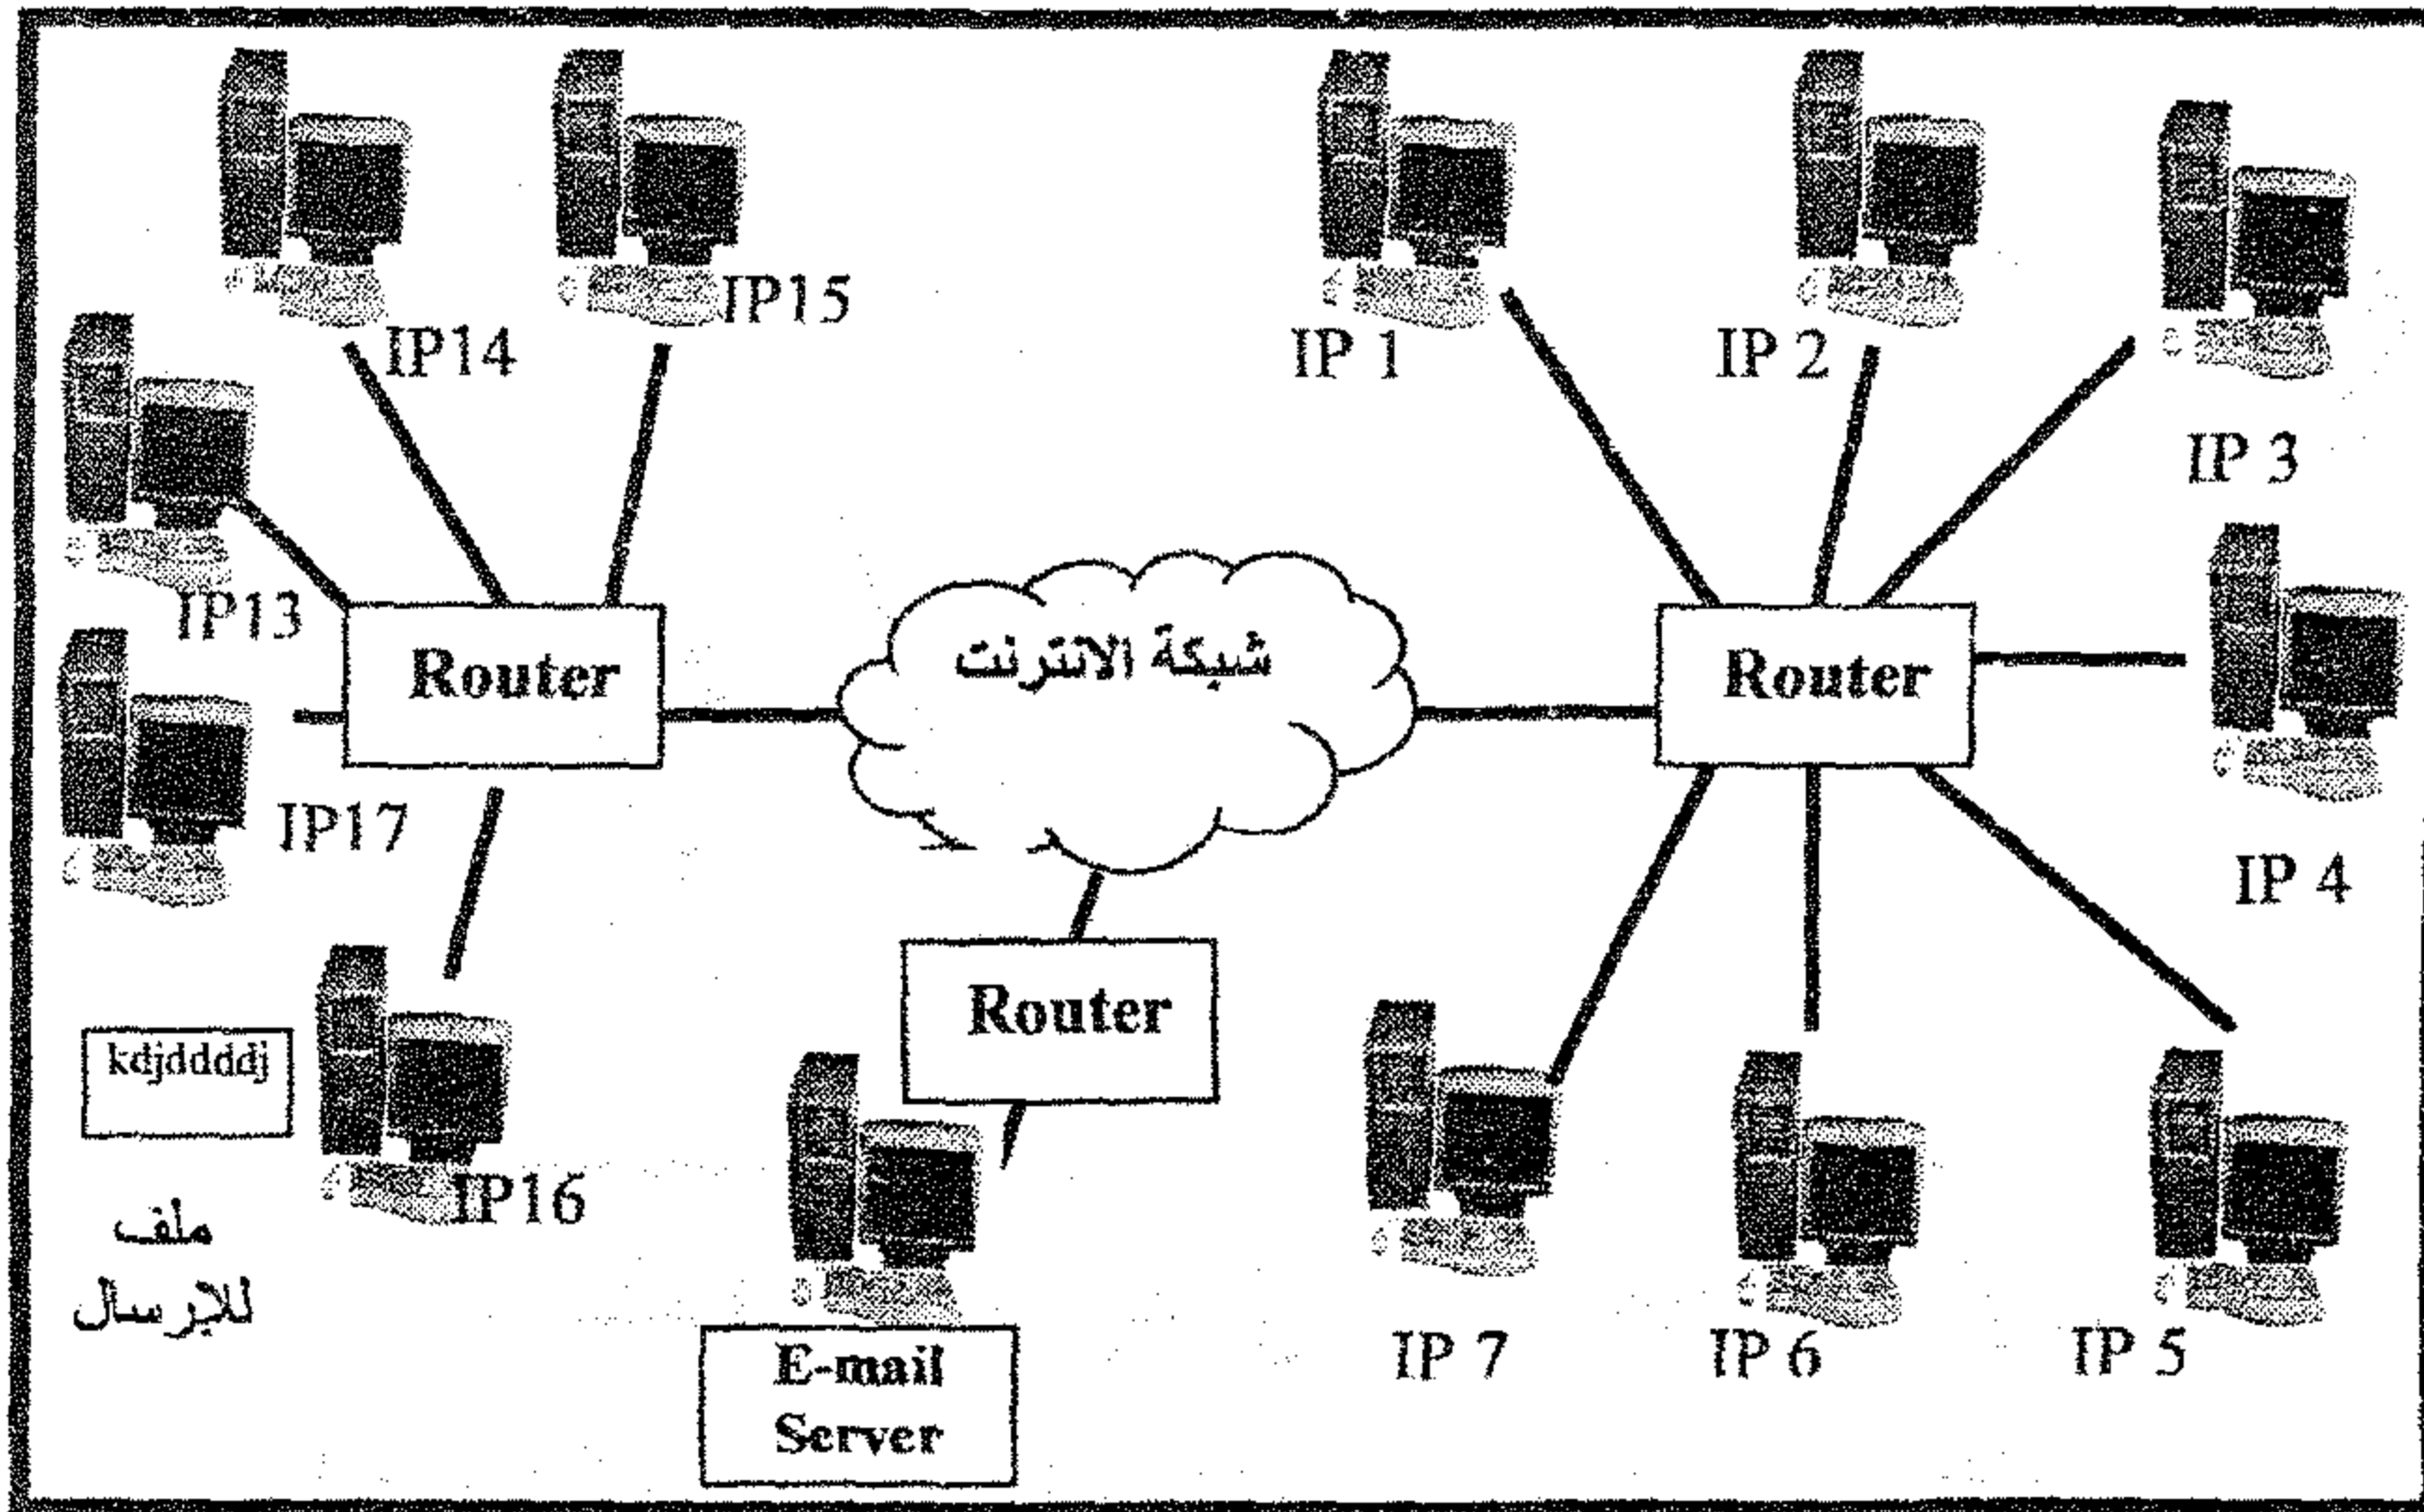 IP14
IP15
IP 1
IP 2
IP 3
IP13
Router
شبكة الانترنت
Router
IP17
IP 4
Router
kdjddddj
IP16
ملف
للإرسال
E-mail
Server
IP 7
IP 6
IP 5